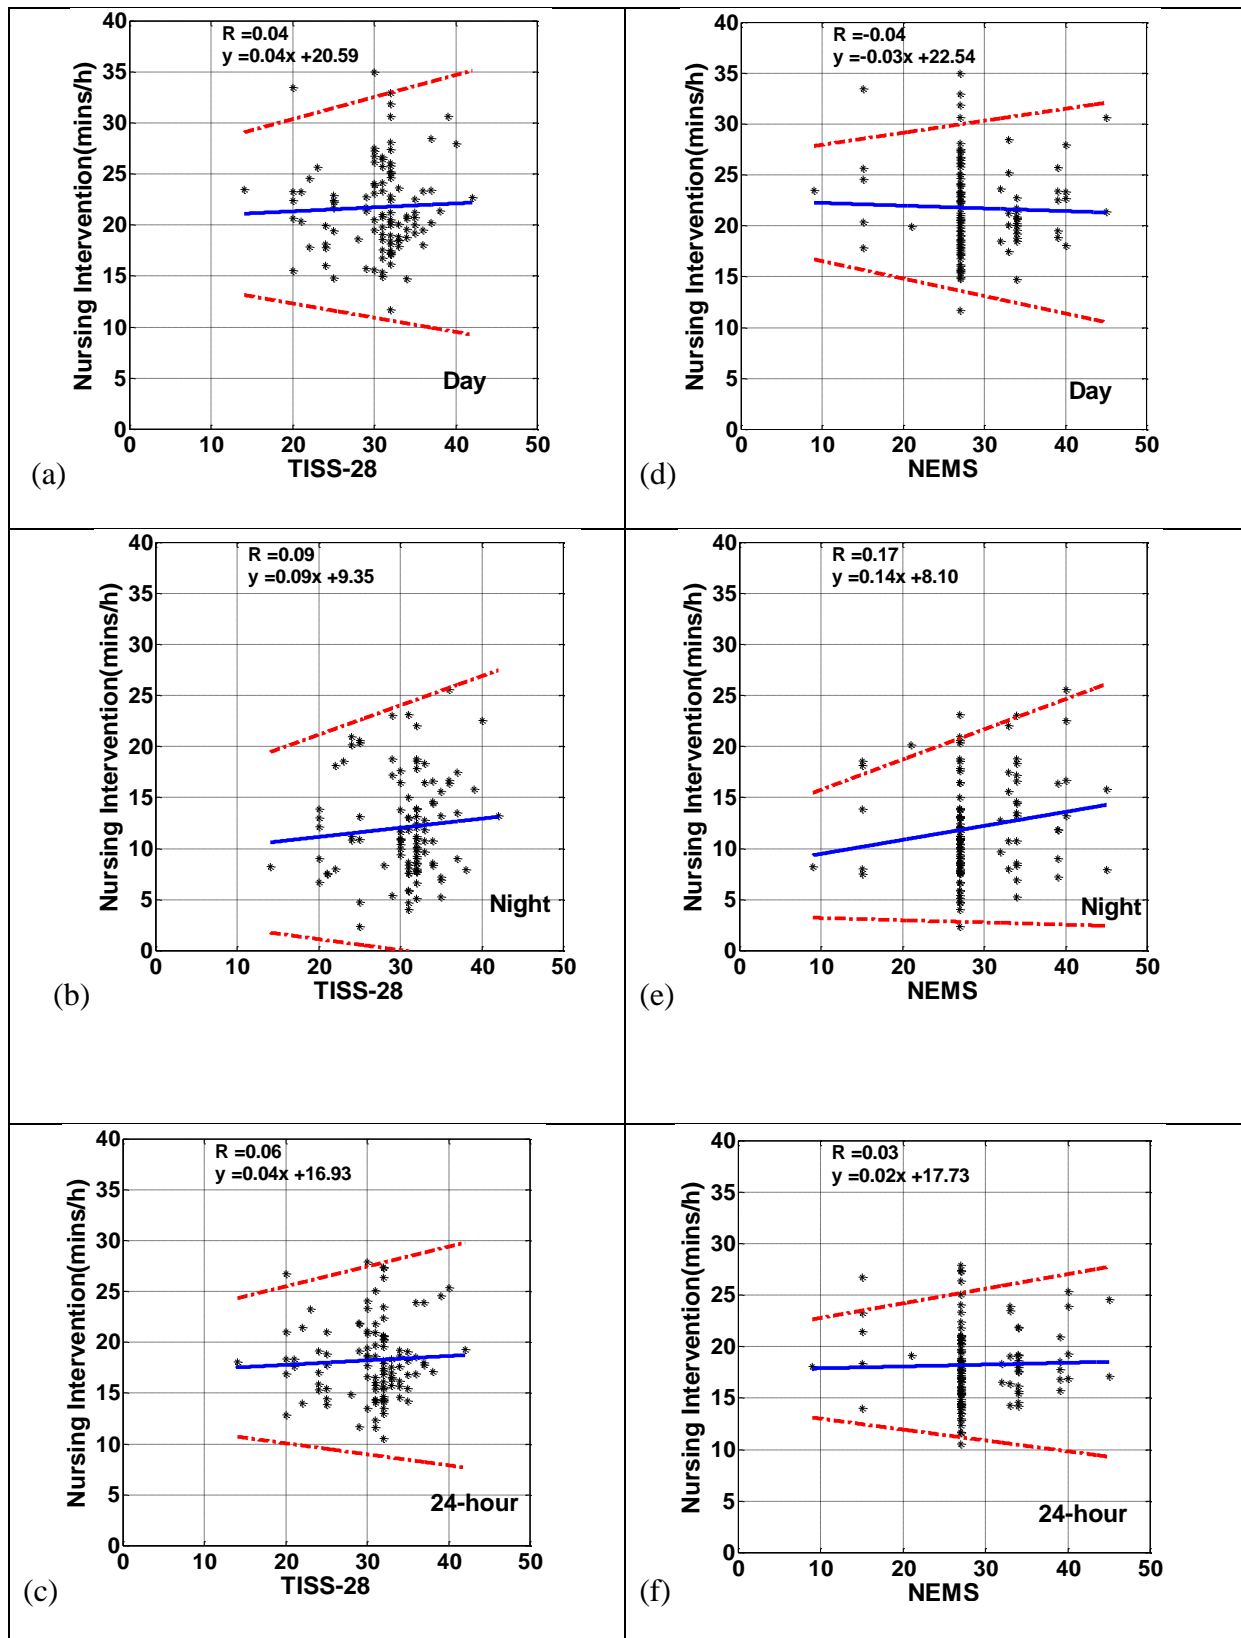 40
35
30
25
20
15
10
5
0
Nursing Intervention(mins/h)
R =0.04
y =0.04x +20.59
Day
0 10 20 30 40 50
TISS-28
(a)
40
35
30
25
20
15
10
5
0
Nursing Intervention(mins/h)
R =-0.04
y =-0.03x +22.54
Day
0 10 20 30 40 50
NEMS
(d)
40
35
30
25
20
15
10
5
0
Nursing Intervention(mins/h)
R =0.09
y =0.09x +9.35
Night
0 10 20 30 40 50
TISS-28
(b)
40
35
30
25
20
15
10
5
0
Nursing Intervention(mins/h)
R =0.17
y =0.14x +8.10
Night
0 10 20 30 40 50
NEMS
(e)
40
35
30
25
20
15
10
5
0
Nursing Intervention(mins/h)
R =0.06
y =0.04x +16.93
24-hour
0 10 20 30 40 50
TISS-28
(c)
40
35
30
25
20
15
10
5
0
Nursing Intervention(mins/h)
R =0.03
y =0.02x +17.73
24-hour
0 10 20 30 40 50
NEMS
(f)